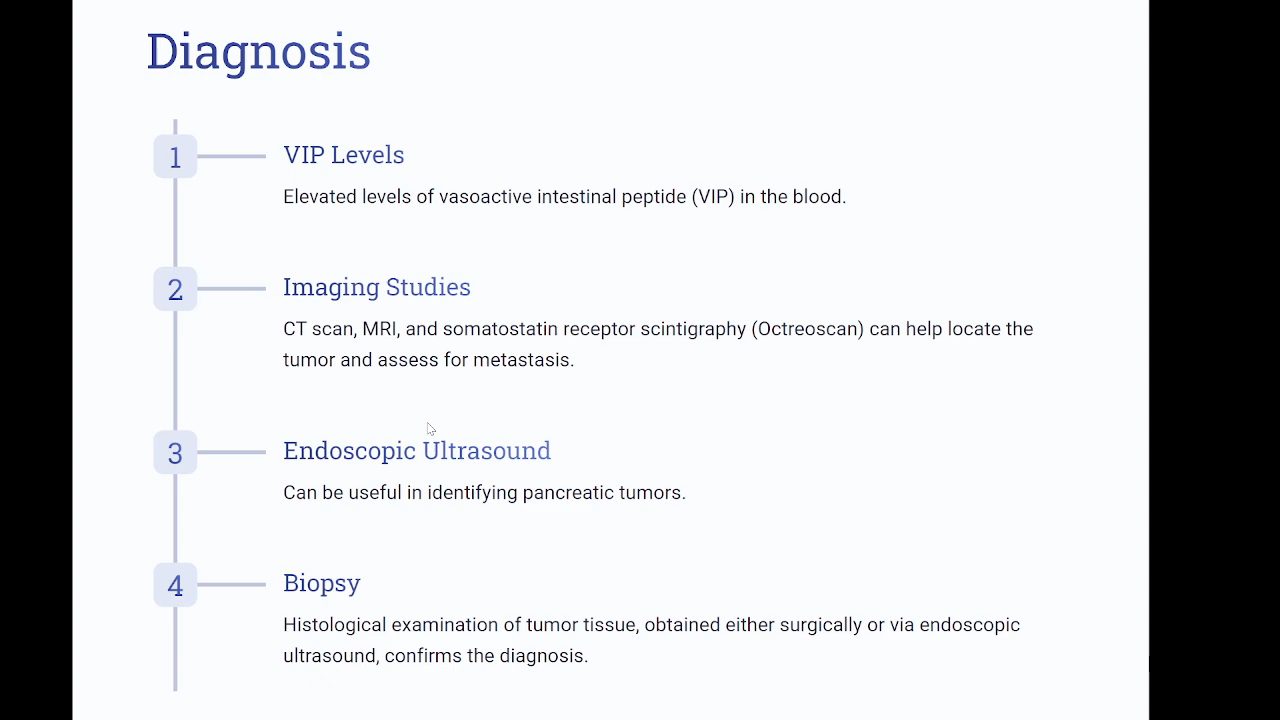 Diagnosis
1
VIP Levels
Elevated levels of vasoactive intestinal peptide (VIP) in the blood.
2
Imaging Studies
CT scan, MRI, and somatostatin receptor scintigraphy (Octreoscan) can help locate the
tumor and assess for metastasis.
3
Endoscopic Ultrasound
Can be useful in identifying pancreatic tumors.
4
Biopsy
Histological examination of tumor tissue, obtained either surgically or via endoscopic
ultrasound, confirms the diagnosis.